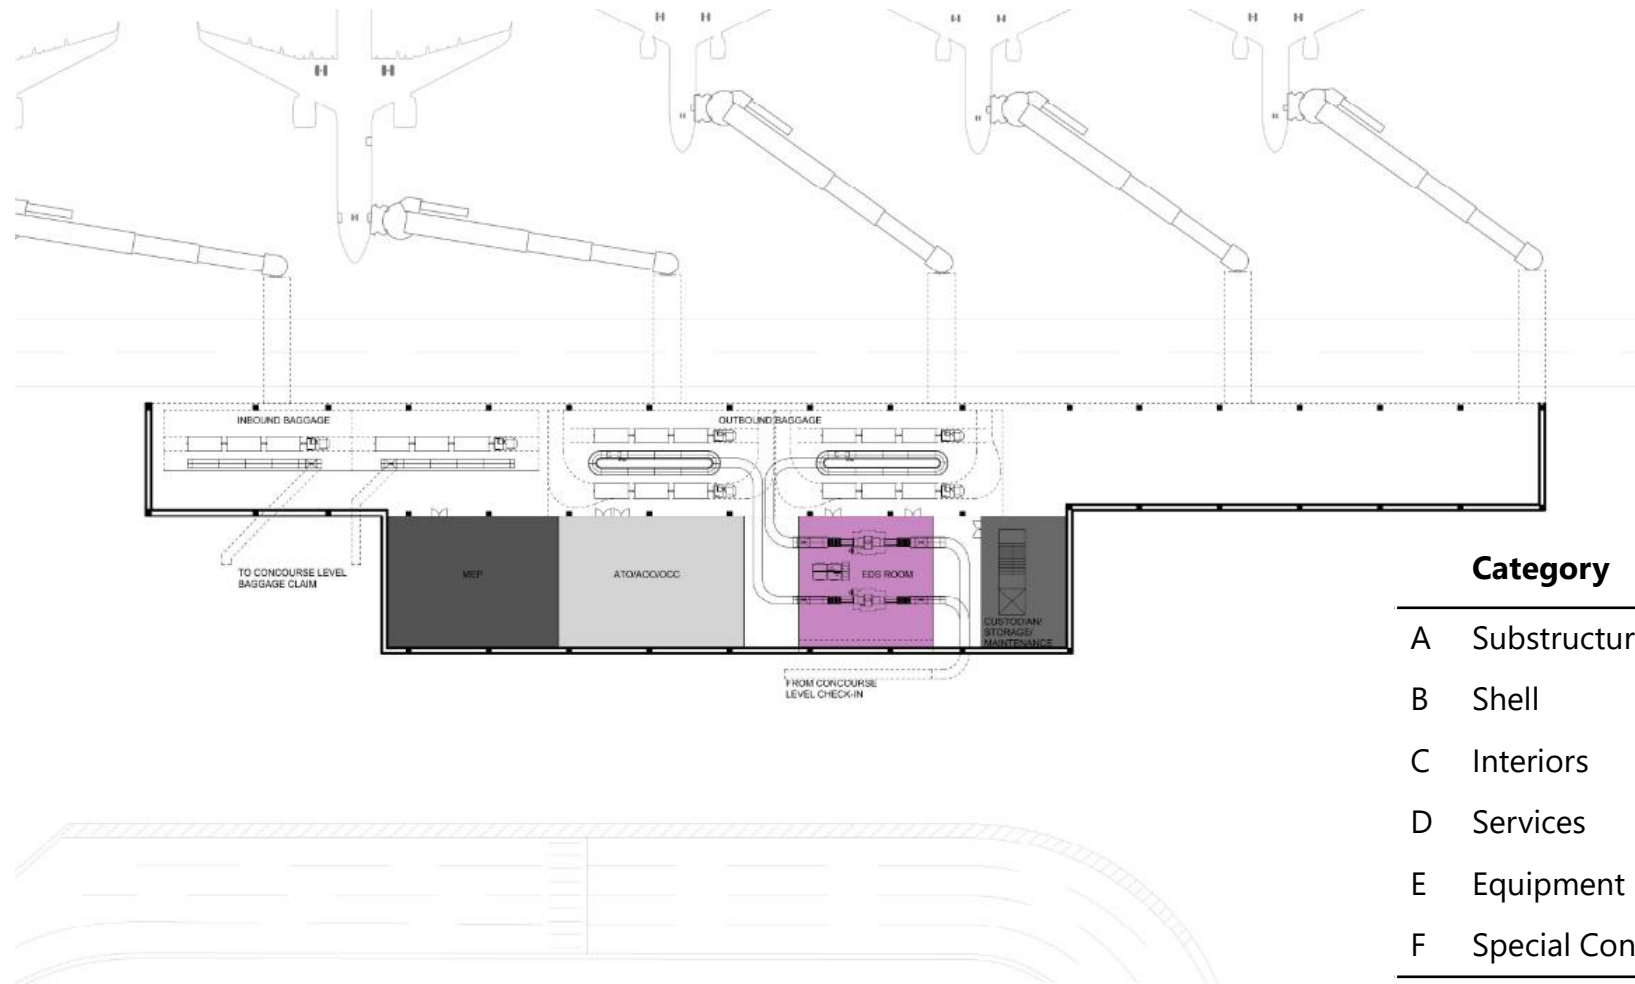 INBOUND BAGGAGE
OUTBOUND BAGGAGE
TO CONCOURSE LEVEL
BAGGAGE CLAIM
MEP
ATO/AOO/OCC
EDS ROOM
CUSTODIAN/
STORAGE/
MAINTENANCE
FROM CONCOURSE
LEVEL CHECK-IN
Category
A Substructur
B Shell
C Interiors
D Services
E Equipment
F Special Con